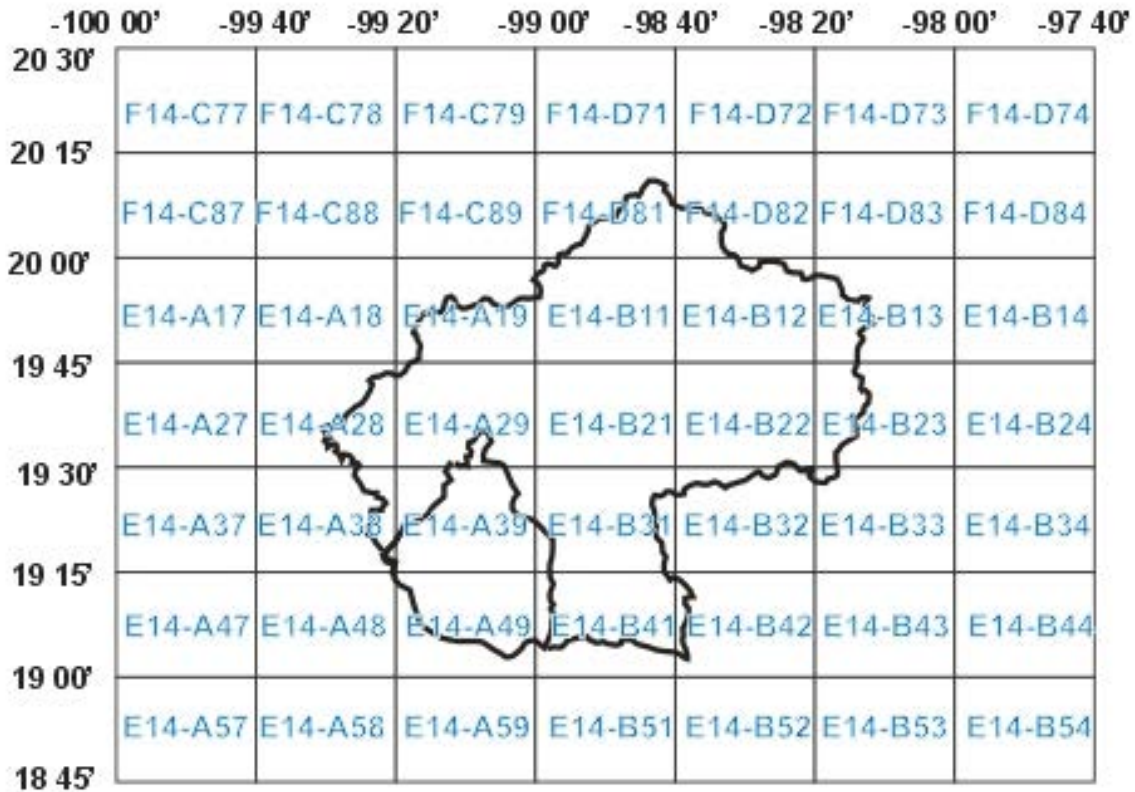 -100 00’ -99 40’ -99 20’ -99 00’ -98 40’ -98 20’ -98 00’ -97 40’
20 30’
F14-C77 F14-C78 F14-C79 F14-D71 F14-D72 F14-D73 F14-D74
20 15’
F14-C87 F14-C88 F14-C89 F14-D81 F14-D82 F14-D83 F14-D84
20 00’
E14-A17 E14-A18 E14-A19 E14-B11 E14-B12 E14-B13 E14-B14
19 45’
E14-A27 E14-A28 E14-A29 E14-B21 E14-B22 E14-B23 E14-B24
19 30’
E14-A37 E14-A38 E14-A39 E14-B31 E14-B32 E14-B33 E14-B34
19 15’
E14-A47 E14-A48 E14-A49 E14-B41 E14-B42 E14-B43 E14-B44
19 00’
E14-A57 E14-A58 E14-A59 E14-B51 E14-B52 E14-B53 E14-B54
18 45’